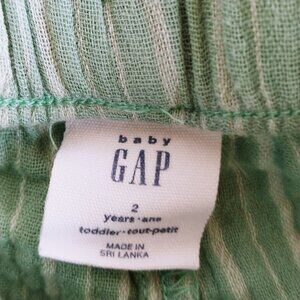 baby
GAP
2
years·ans
toddler·tout-petit
MADE IN
SRI LANKA